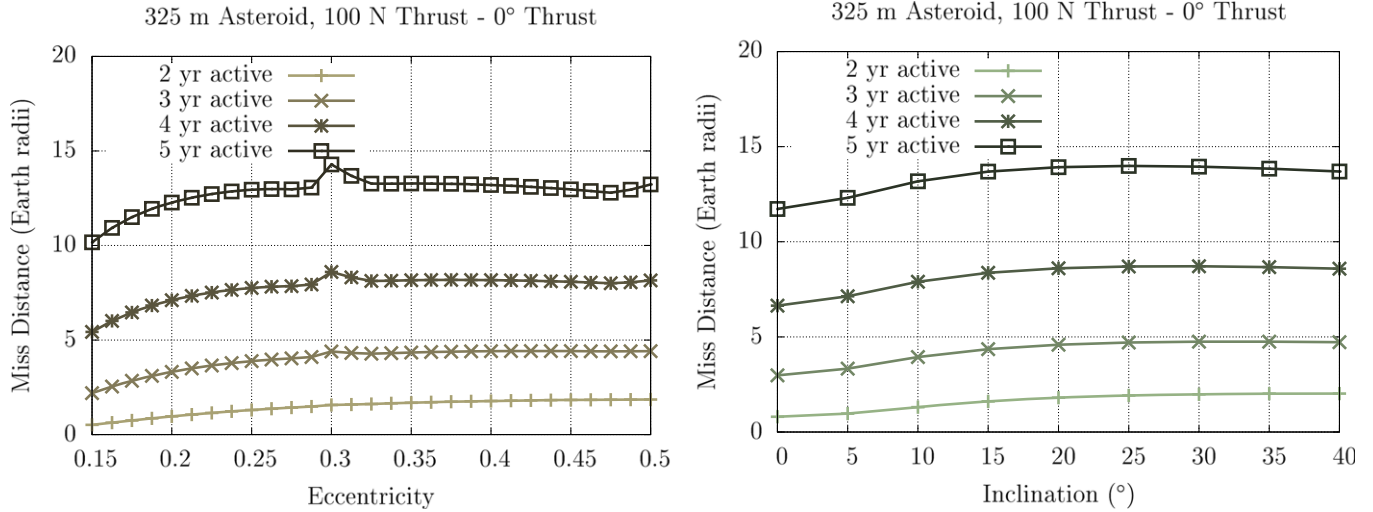 325 m Asteroid, 100 N Thrust - 0° Thrust
20
15
10
5
0
Miss Distance (Earth radii)
2 yr active
3 yr active
4 yr active
5 yr active
0.15 0.2 0.25 0.3 0.35 0.4 0.45 0.5
Eccentricity
325 m Asteroid, 100 N Thrust - 0° Thrust
20
15
10
5
0
Miss Distance (Earth radii)
2 yr active
3 yr active
4 yr active
5 yr active
0 5 10 15 20 25 30 35 40
Inclination (°)